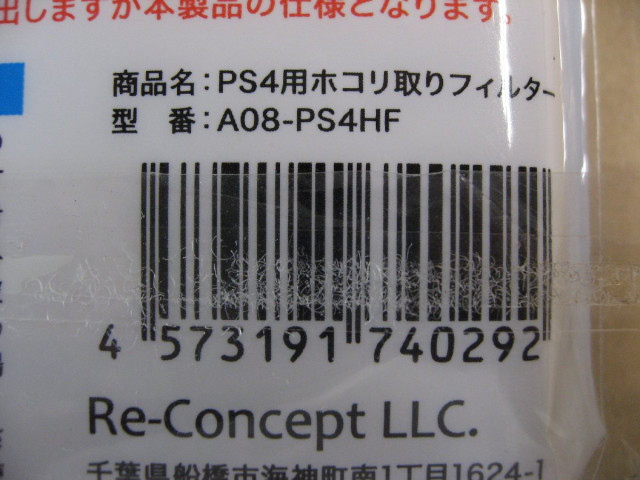 出しますが本製品の仕様となります。
商品名：PS4用ホコリ取りフィルター
型　番：A08-PS4HF
4 573191 740292
Re-Concept LLC.
千葉県船橋市海神町南1丁目1624-1